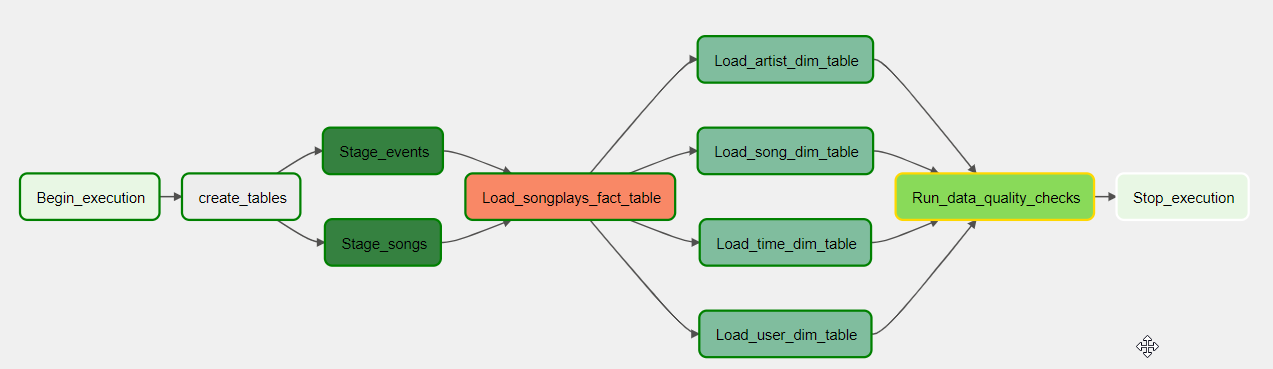 Begin_execution
create_tables
Stage_events
Stage_songs
Load_songplays_fact_table
Load_artist_dim_table
Load_song_dim_table
Load_time_dim_table
Load_user_dim_table
Run_data_quality_checks
Stop_execution